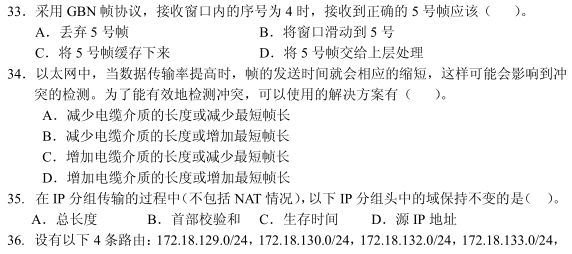 33．采用 GBN 帧协议，接收窗口内的序号为 4 时，接收到正确的 5 号帧应该（ ）。
A．丢弃 5 号帧 B．将窗口滑动到 5 号
C．将 5 号帧缓存下来 D．将 5 号帧交给上层处理
34．以太网中，当数据传输率提高时，帧的发送时间就会相应的缩短，这样可能会影响到冲
突的检测。为了能有效地检测冲突，可以使用的解决方案有（ ）。
A．减少电缆介质的长度或减少最短帧长
B．减少电缆介质的长度或增加最短帧长
C．增加电缆介质的长度或减少最短帧长
D．增加电缆介质的长度或增加最短帧长
35．在 IP 分组传输的过程中（不包括 NAT 情况），以下 IP 分组头中的域保持不变的是（ ）。
A．总长度 B．首部校验和 C．生存时间 D．源 IP 地址
36．设有以下 4 条路由：172.18.129.0/24，172.18.130.0/24，172.18.132.0/24，172.18.133.0/24，